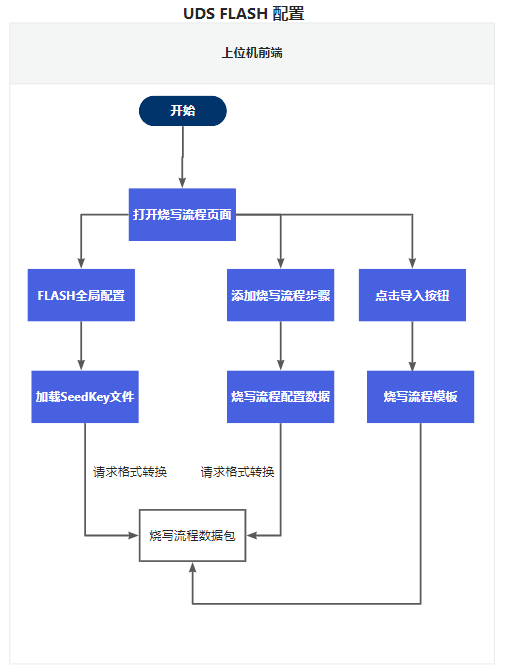 UDS FLASH 配置
上位机前端
开始
打开烧写流程页面
FLASH全局配置
添加烧写流程步骤
点击导入按钮
加载SeedKey文件
烧写流程配置数据
烧写流程模板
请求格式转换
请求格式转换
烧写流程数据包